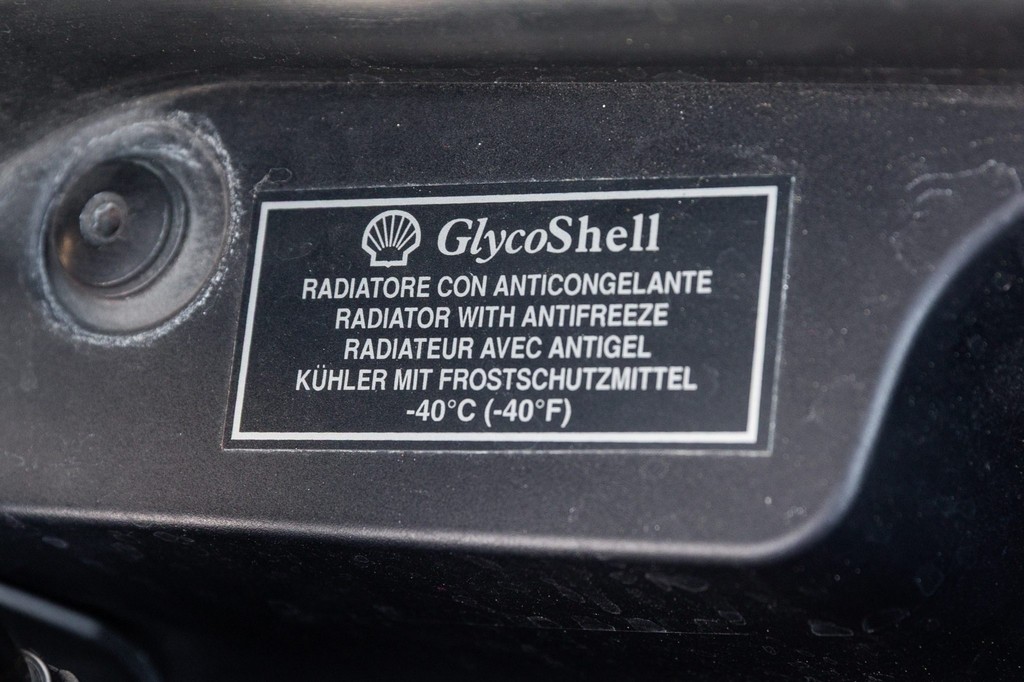 GlycoShell
RADIATORE CON ANTICONGELANTE
RADIATOR WITH ANTIFREEZE
RADIATEUR AVEC ANTIGEL
KÜHLER MIT FROSTSCHUTZMITTEL
-40°C (-40°F)